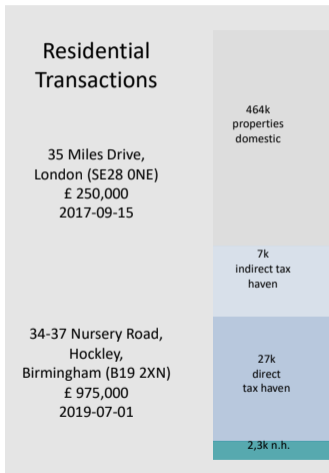 Residential
Transactions
35 Miles Drive,
London (SE28 0NE)
£ 250,000
2017-09-15
34-37 Nursery Road,
Hockley,
Birmingham (B19 2XN)
£ 975,000
2019-07-01
464k
properties
domestic
7k
indirect tax
haven
27k
direct
tax haven
2,3k n.h.